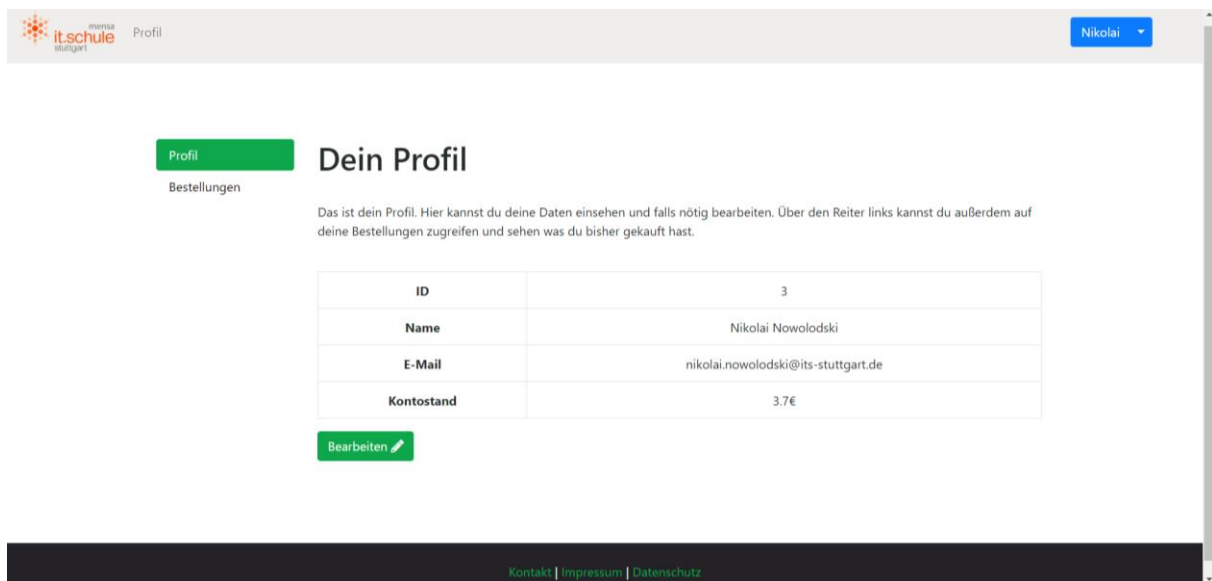 mensa
it.schule
stuttgart
Profil
Nikolai
Profil
Bestellungen
Dein Profil
Das ist dein Profil. Hier kannst du deine Daten einsehen und falls nötig bearbeiten. Über den Reiter links kannst du außerdem auf
deine Bestellungen zugreifen und sehen was du bisher gekauft hast.
ID 3
Name Nikolai Nowolodski
E-Mail nikolai.nowolodski@its-stuttgart.de
Kontostand 3.7€
Bearbeiten
Kontakt | Impressum | Datenschutz